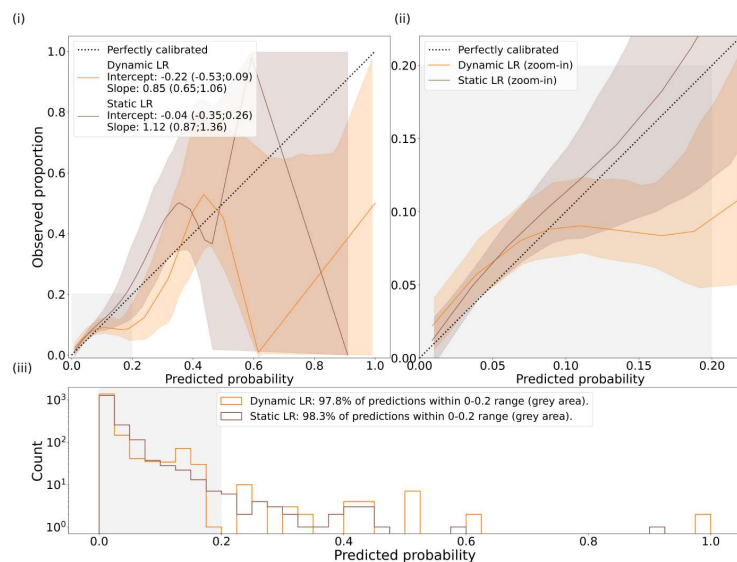 (i)
Perfectly calibrated
Dynamic LR
Intercept: -0.22 (-0.53;0.09)
Slope: 0.85 (0.65;1.06)
Static LR
Intercept: -0.04 (-0.35;0.26)
Slope: 1.12 (0.87;1.36)
1.0
0.8
0.6
0.4
0.2
0.0
Observed proportion
0.0 0.2 0.4 0.6 0.8 1.0
Predicted probability
(ii)
Perfectly calibrated
Dynamic LR (zoom-in)
Static LR (zoom-in)
0.20
0.15
0.10
0.05
0.00
0.00 0.05 0.10 0.15 0.20
Predicted probability
(iii)
Dynamic LR: 97.8% of predictions within 0-0.2 range (grey area).
Static LR: 98.3% of predictions within 0-0.2 range (grey area).
10³
10²
10¹
10⁰
Count
0.0 0.2 0.4 0.6 0.8 1.0
Predicted probability